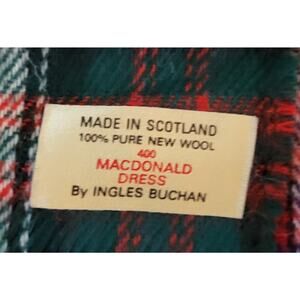 MADE IN SCOTLAND
100% PURE NEW WOOL
400
MACDONALD
DRESS
By INGLES BUCHAN